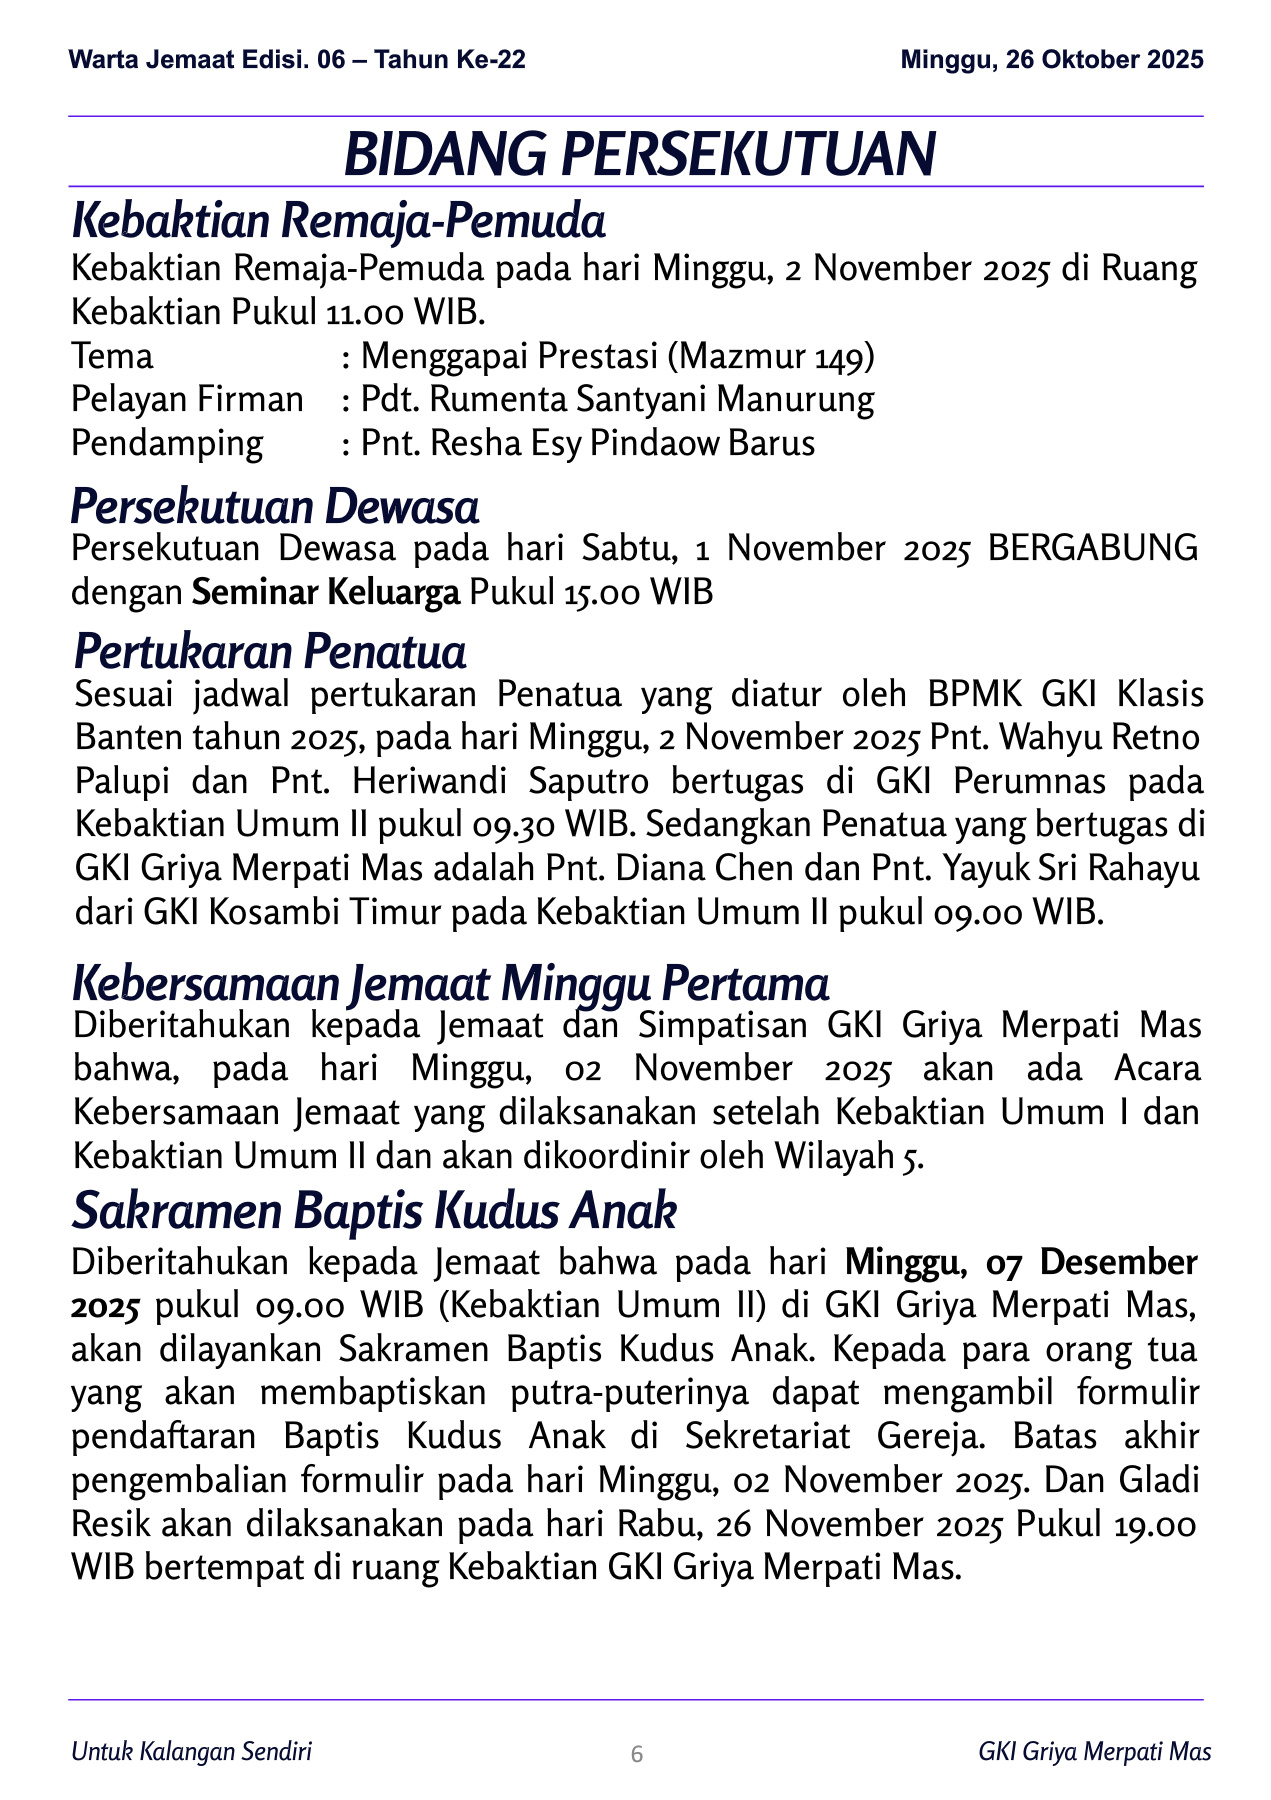 Warta Jemaat Edisi. 06 – Tahun Ke-22 Minggu, 26 Oktober 2025
BIDANG PERSEKUTUAN
Kebaktian Remaja-Pemuda
Kebaktian Remaja-Pemuda pada hari Minggu, 2 November 2025 di Ruang
Kebaktian Pukul 11.00 WIB.
Tema : Menggapai Prestasi (Mazmur 149)
Pelayan Firman : Pdt. Rumenta Santyani Manurung
Pendamping : Pnt. Resha Esy Pindaow Barus
Persekutuan Dewasa
Persekutuan Dewasa pada hari Sabtu, 1 November 2025 BERGABUNG
dengan Seminar Keluarga Pukul 15.00 WIB
Pertukaran Penatua
Sesuai jadwal pertukaran Penatua yang diatur oleh BPMK GKI Klasis
Banten tahun 2025, pada hari Minggu, 2 November 2025 Pnt. Wahyu Retno
Palupi dan Pnt. Heriwandi Saputro bertugas di GKI Perumnas pada
Kebaktian Umum II pukul 09.30 WIB. Sedangkan Penatua yang bertugas di
GKI Griya Merpati Mas adalah Pnt. Diana Chen dan Pnt. Yayuk Sri Rahayu
dari GKI Kosambi Timur pada Kebaktian Umum II pukul 09.00 WIB.
Kebersamaan Jemaat Minggu Pertama
Diberitahukan kepada Jemaat dan Simpatisan GKI Griya Merpati Mas
bahwa, pada hari Minggu, 02 November 2025 akan ada Acara
Kebersamaan Jemaat yang dilaksanakan setelah Kebaktian Umum I dan
Kebaktian Umum II dan akan dikoordinir oleh Wilayah 5.
Sakramen Baptis Kudus Anak
Diberitahukan kepada Jemaat bahwa pada hari Minggu, 07 Desember
2025 pukul 09.00 WIB (Kebaktian Umum II) di GKI Griya Merpati Mas,
akan dilayankan Sakramen Baptis Kudus Anak. Kepada para orang tua
yang akan membaptiskan putra-puterinya dapat mengambil formulir
pendaftaran Baptis Kudus Anak di Sekretariat Gereja. Batas akhir
pengembalian formulir pada hari Minggu, 02 November 2025. Dan Gladi
Resik akan dilaksanakan pada hari Rabu, 26 November 2025 Pukul 19.00
WIB bertempat di ruang Kebaktian GKI Griya Merpati Mas.
Untuk Kalangan Sendiri 6 GKI Griya Merpati Mas